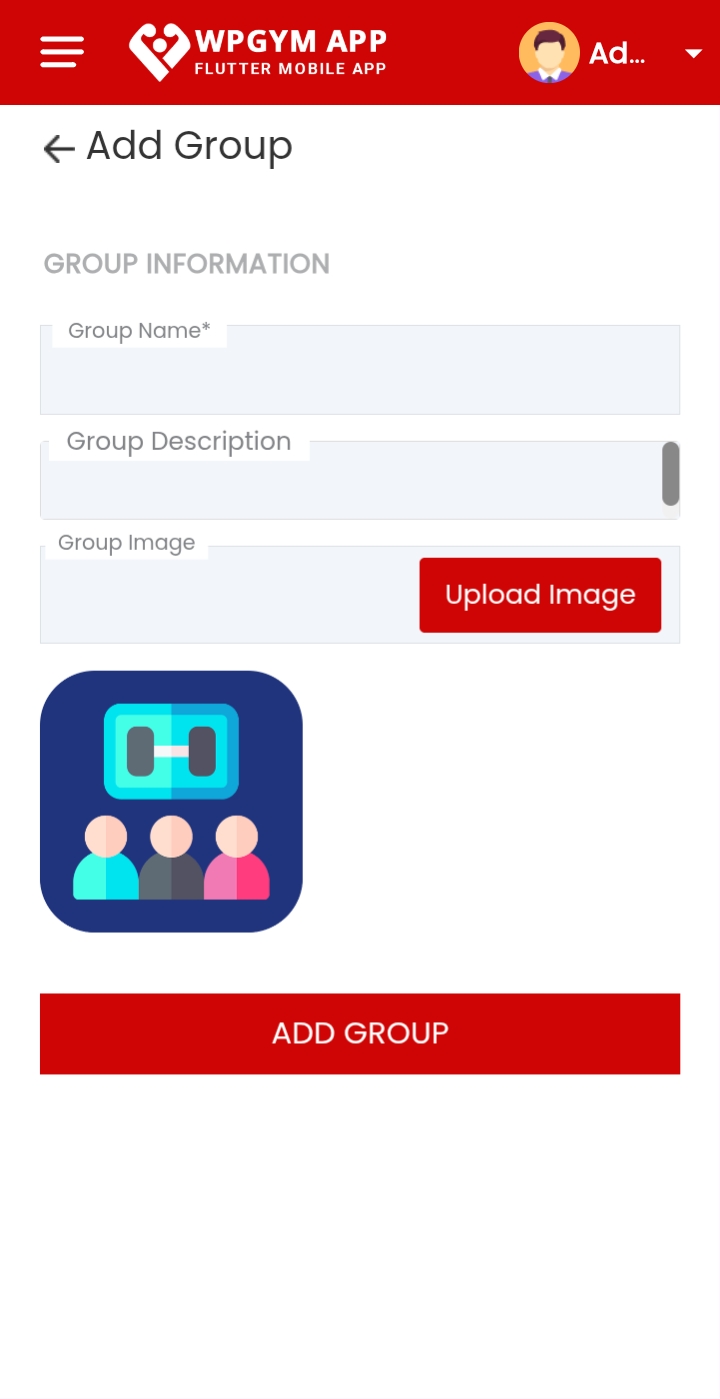 WPGYM APP
FLUTTER MOBILE APP
Ad...
Add Group
GROUP INFORMATION
Group Name*
Group Description
Group Image
Upload Image
ADD GROUP